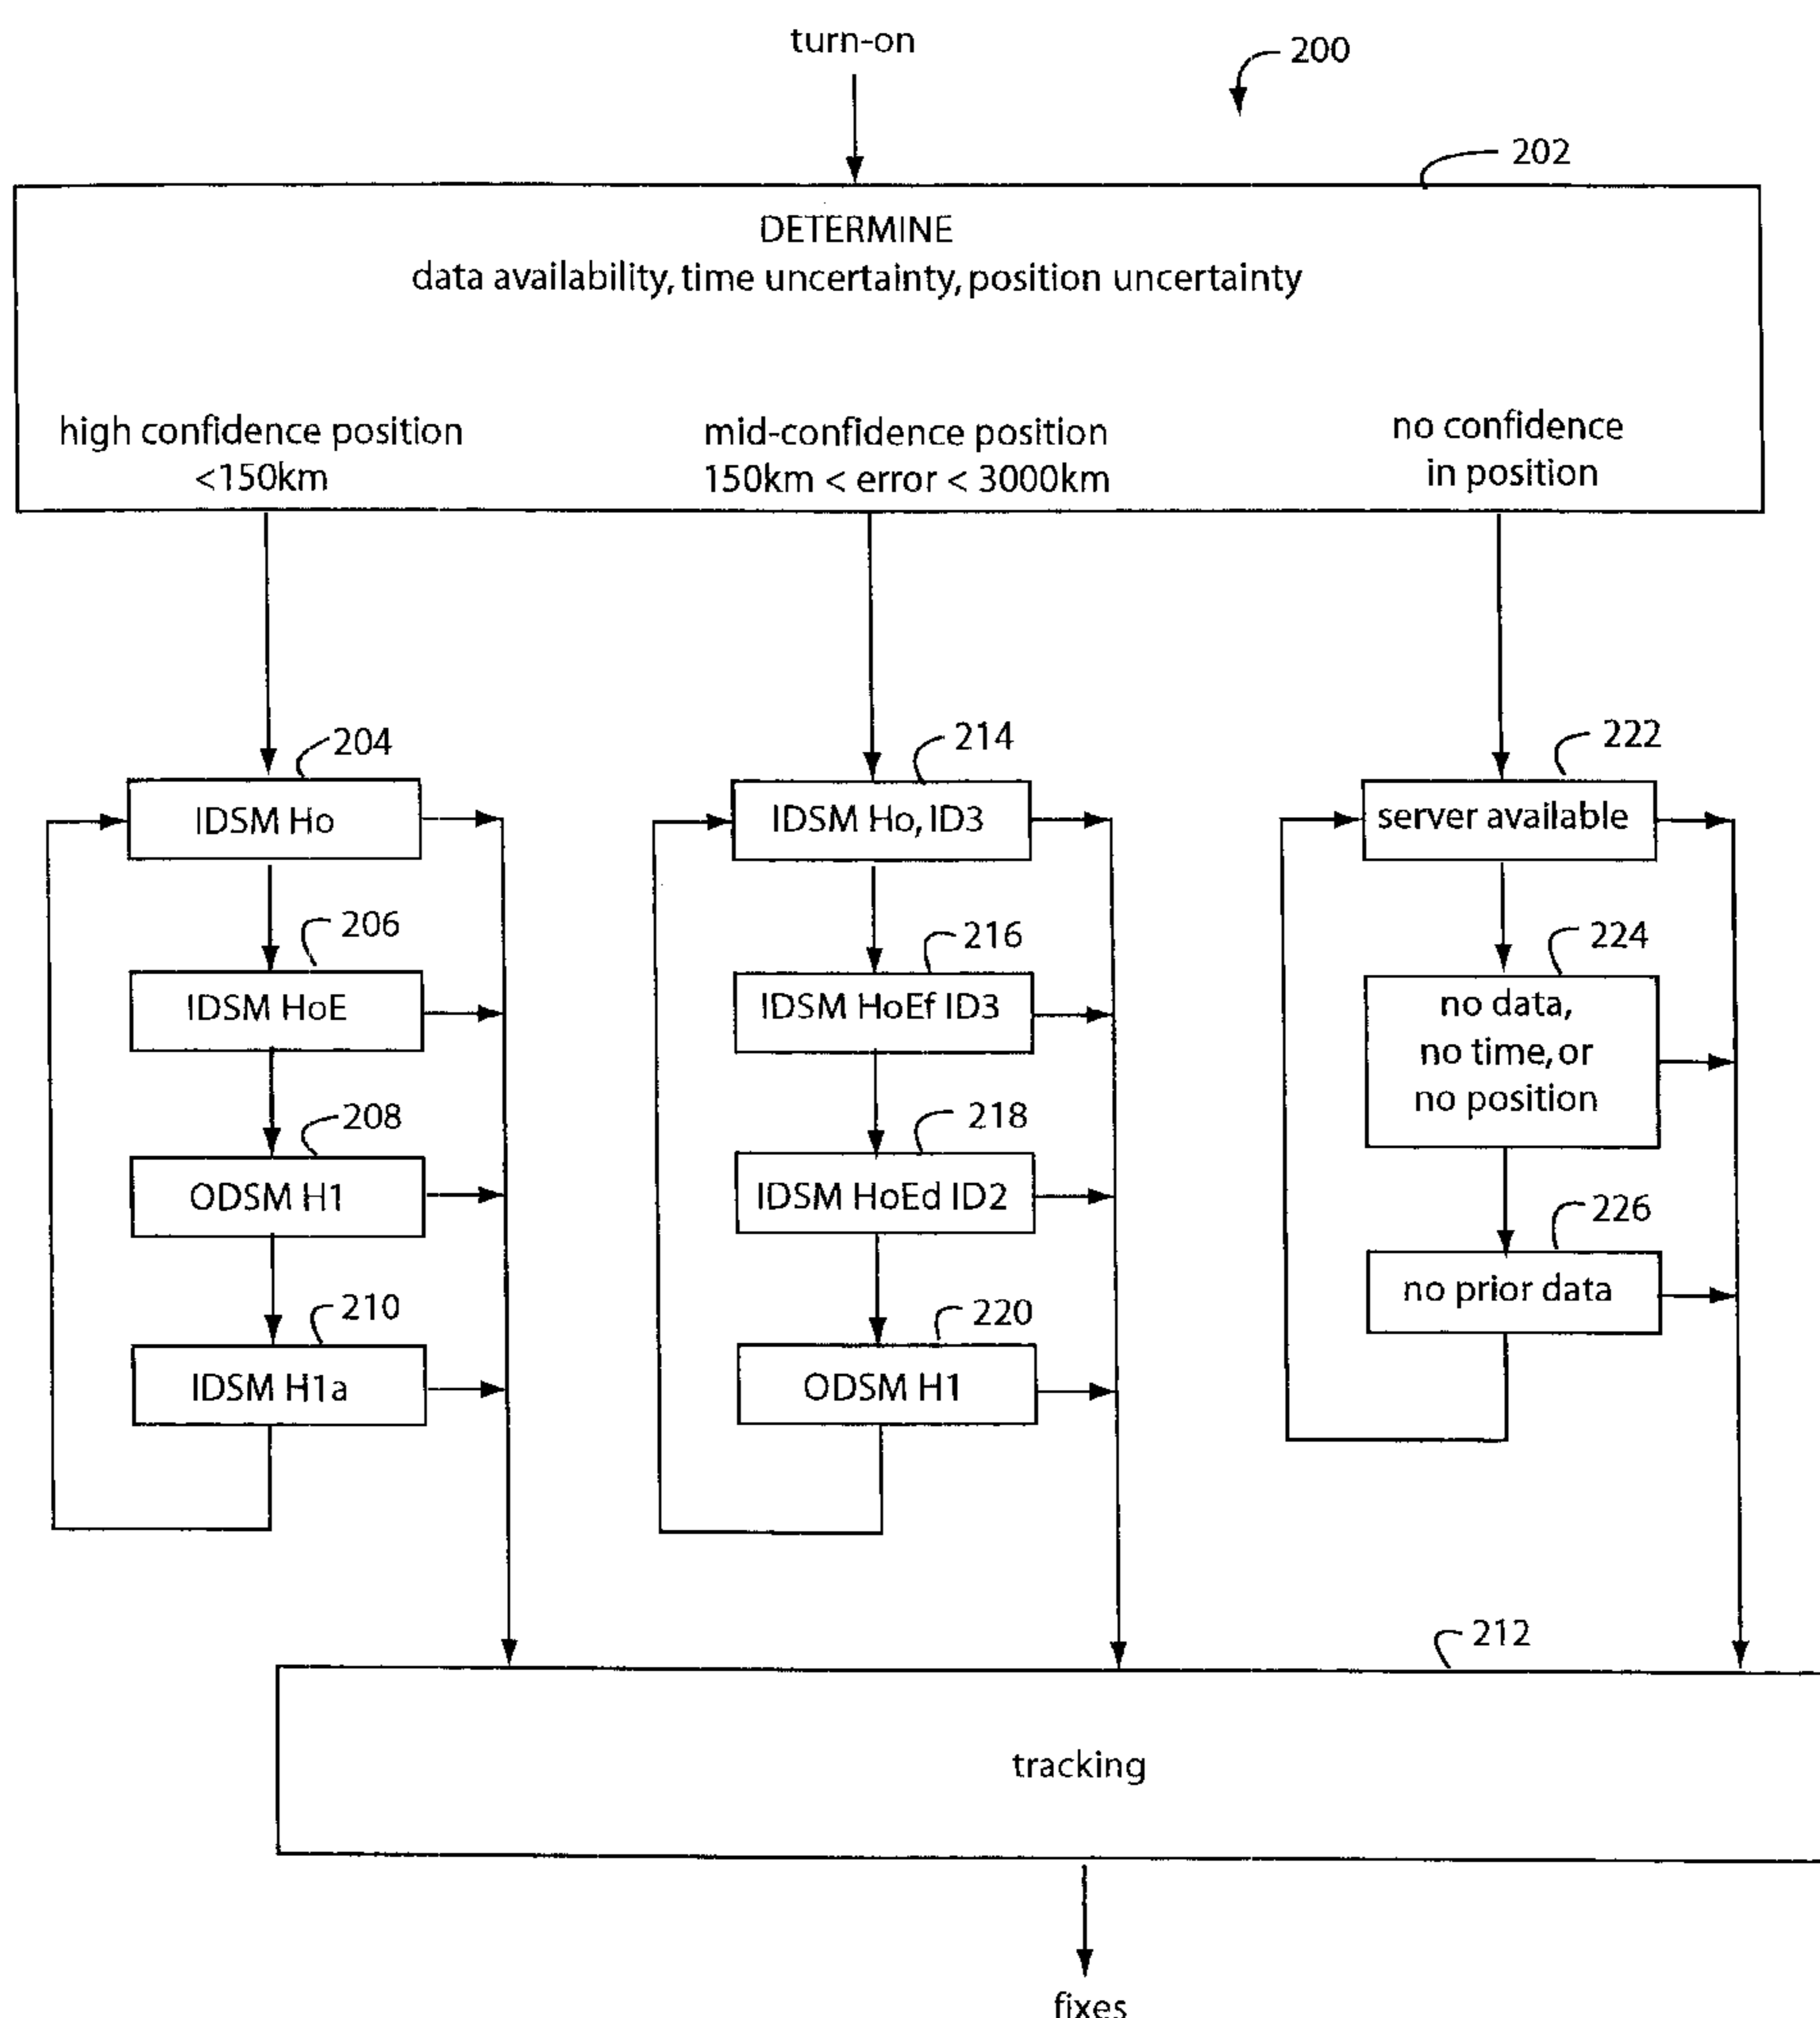 turn-on
200
202
DETERMINE
data availability, time uncertainty, position uncertainty
high confidence position
<150km
mid-confidence position
150km < error < 3000km
no confidence
in position
204
IDSM Ho
206
IDSM HoE
208
ODSM H1
210
IDSM H1a
214
IDSM Ho, ID3
216
IDSM HoEf ID3
218
IDSM HoEd ID2
220
ODSM H1
222
server available
224
no data,
no time, or
no position
226
no prior data
212
tracking
fixes